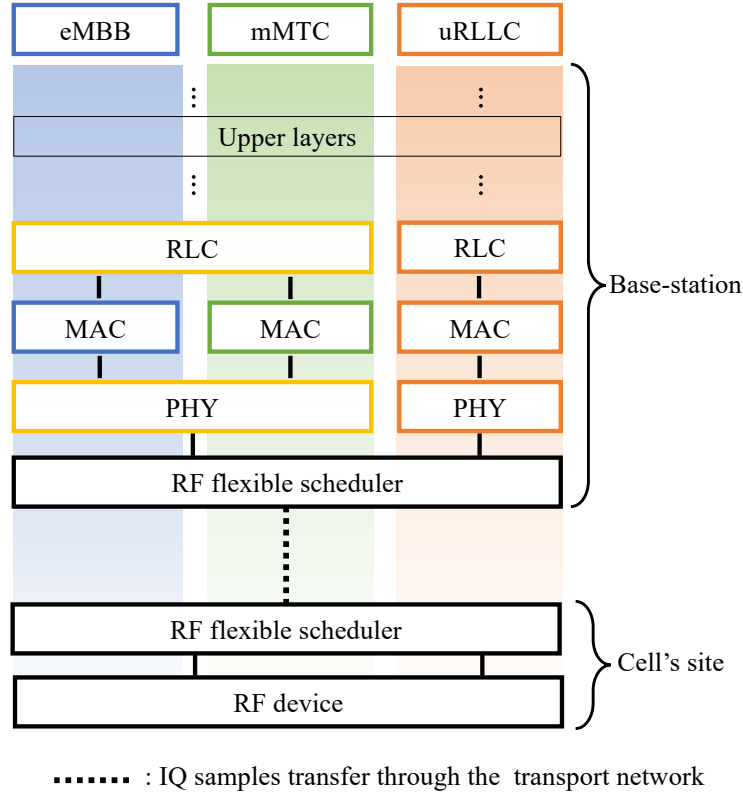 eMBB
mMTC
uRLLC
Upper layers
RLC
RLC
Base-station
MAC
MAC
MAC
PHY
PHY
RF flexible scheduler
RF flexible scheduler
Cell's site
RF device
: IQ samples transfer through the transport network